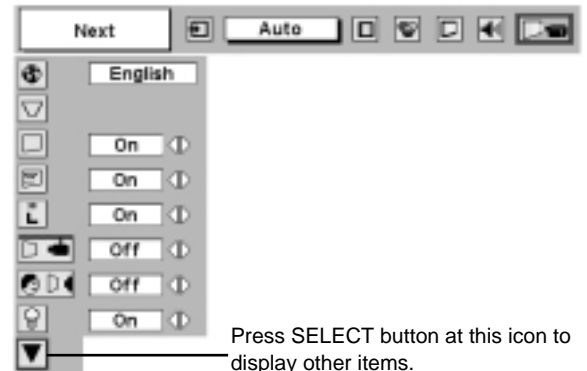 Next
Auto
English
On
On
On
Off
Off
On
Press SELECT button at this icon to
display other items.